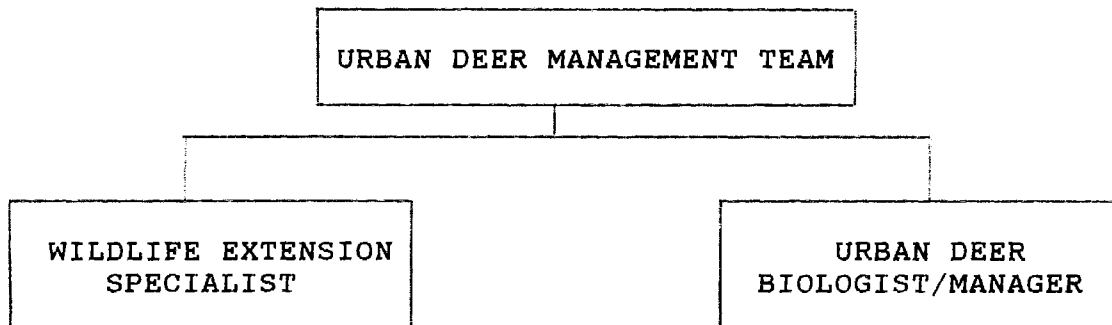 URBAN DEER MANAGEMENT TEAM
WILDLIFE EXTENSION
SPECIALIST
URBAN DEER
BIOLOGIST/MANAGER